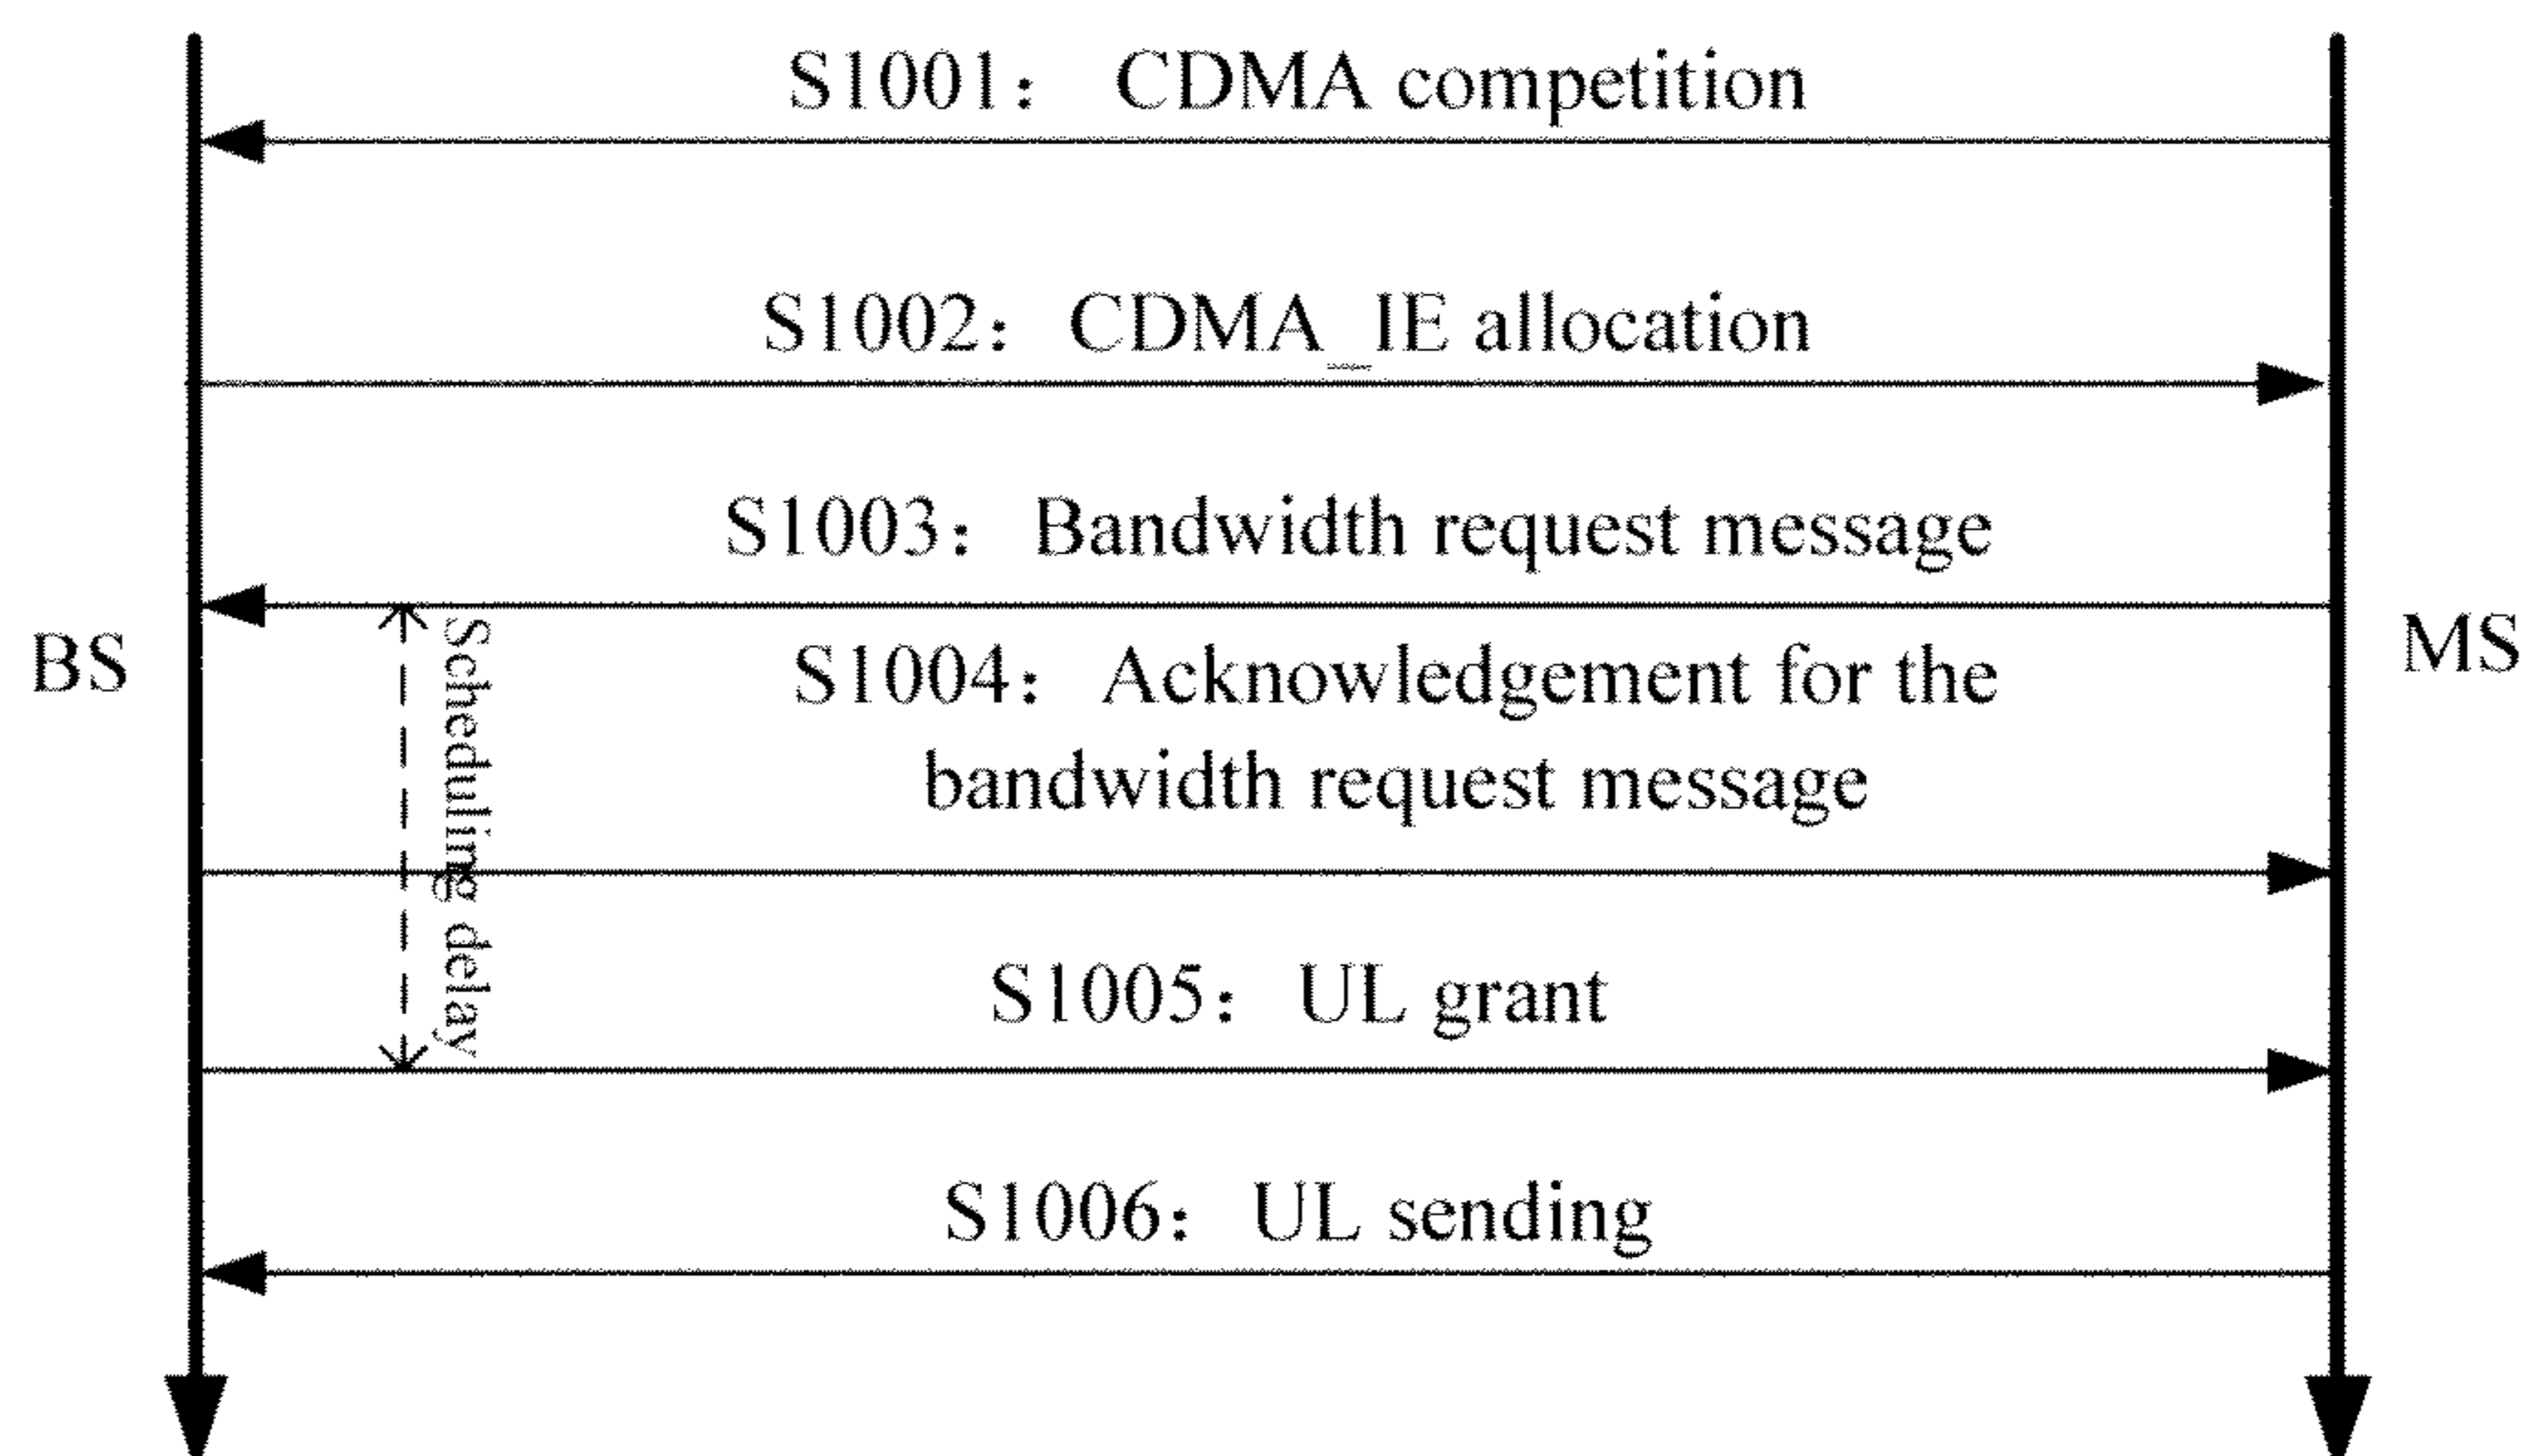 S1001： CDMA competition
S1002： CDMA_IE allocation
S1003： Bandwidth request message
BS
MS
Scheduling delay
S1004： Acknowledgement for the
bandwidth request message
S1005： UL grant
S1006： UL sending